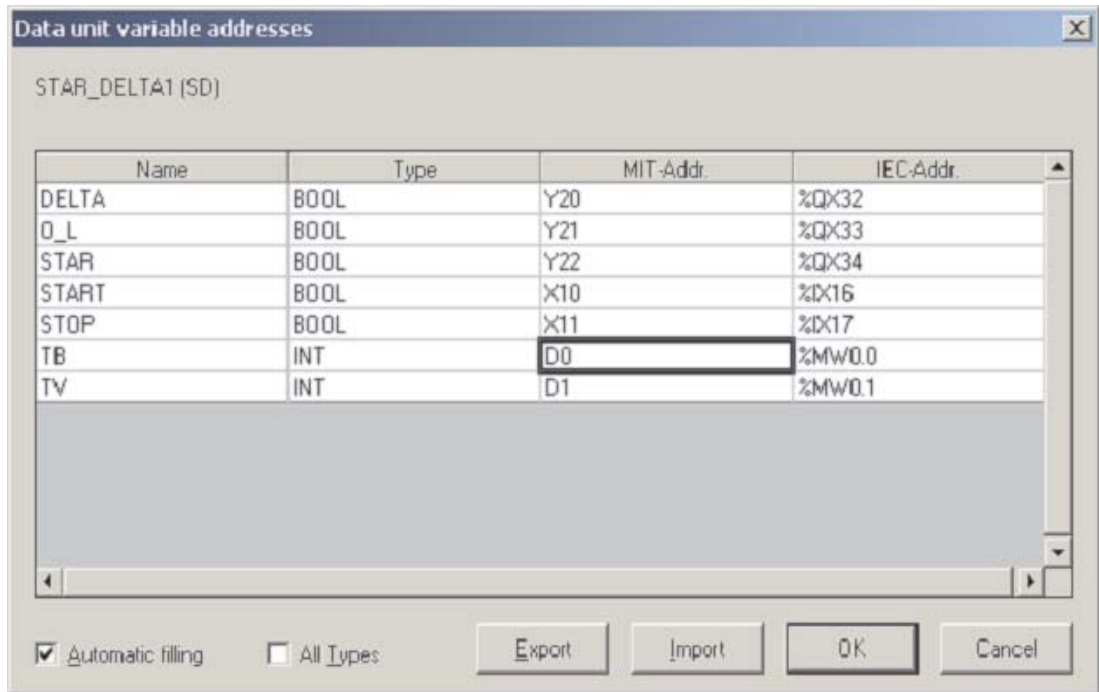 Data unit variable addresses
STAR_DELTA1 (SD)
Name Type MIT-Addr. IEC-Addr.
DELTA BOOL Y20 %QX32
O_L BOOL Y21 %QX33
STAR BOOL Y22 %QX34
START BOOL X10 %IX16
STOP BOOL X11 %IX17
TB INT D0 %MW0.0
TV INT D1 %MW0.1
Automatic filling All Types Export Import OK Cancel